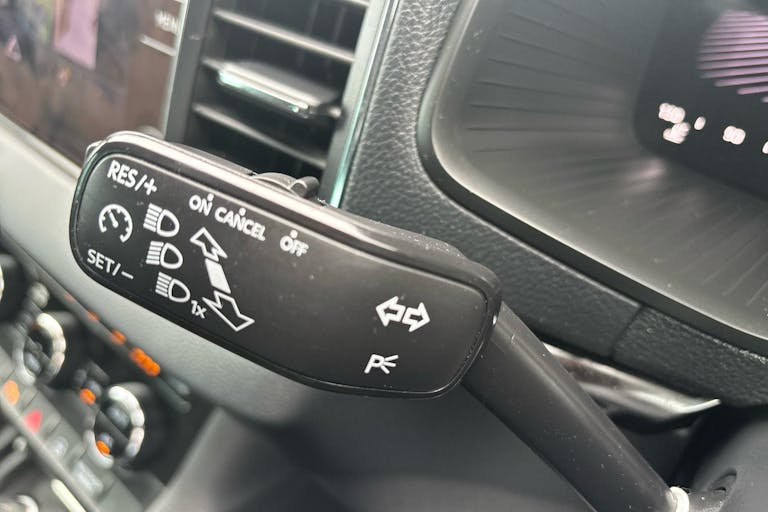 RES/+
ON CANCEL OFF
SET/−
1x
P